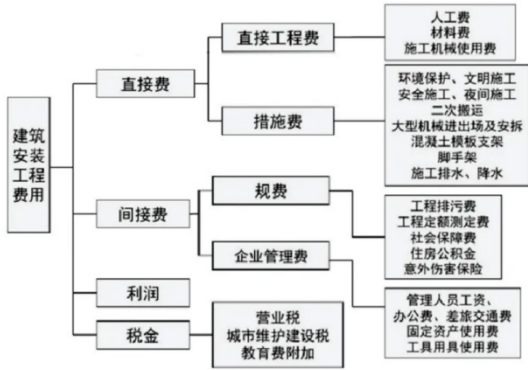 建筑
安装
工程
费用
直接费
直接工程费
人工费
材料费
施工机械使用费
措施费
环境保护、文明施工
安全施工、夜间施工
二次搬运
大型机械进出场及安拆
混凝土模板支架
脚手架
施工排水、降水
间接费
规费
工程排污费
工程定额测定费
社会保障费
住房公积金
意外伤害保险
企业管理费
管理人员工资、
办公费、差旅交通费
固定资产使用费
工具用具使用费
利润
税金
营业税
城市维护建设税
教育费附加